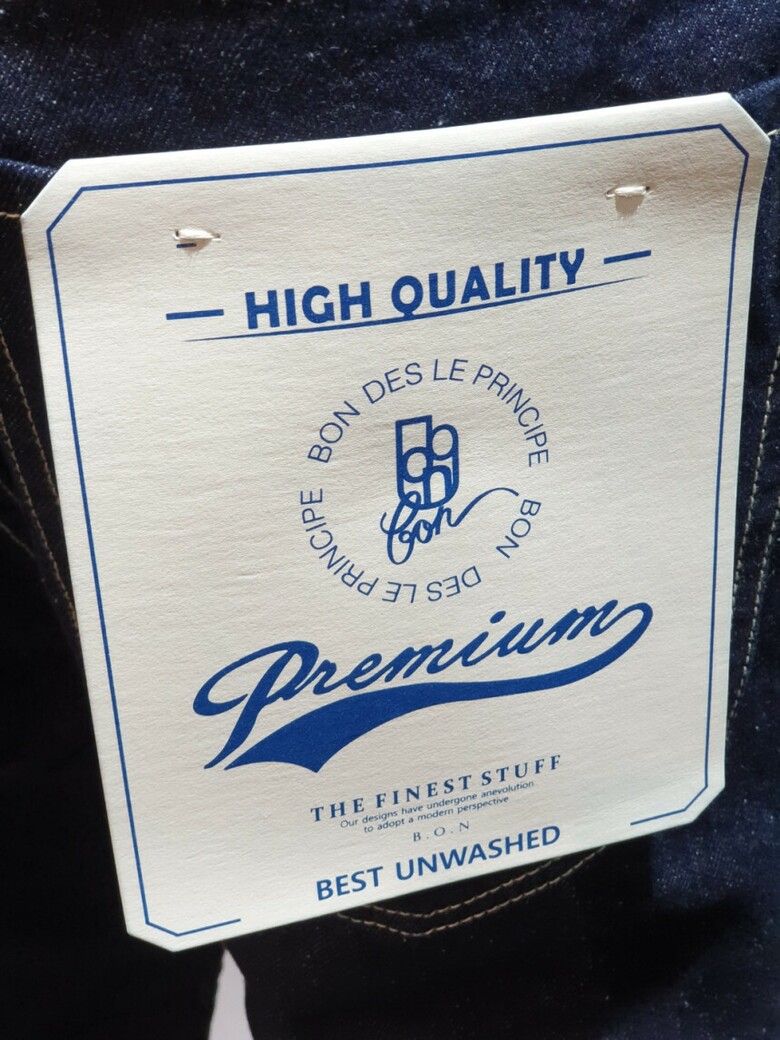 HIGH QUALITY
BON DES LE PRINCIPE BON DES LE PRINCIPE
Bon
Premium
THE FINEST STUFF
Our designs have undergone anevolution
to adopt a modern perspective
B.O.N
BEST UNWASHED